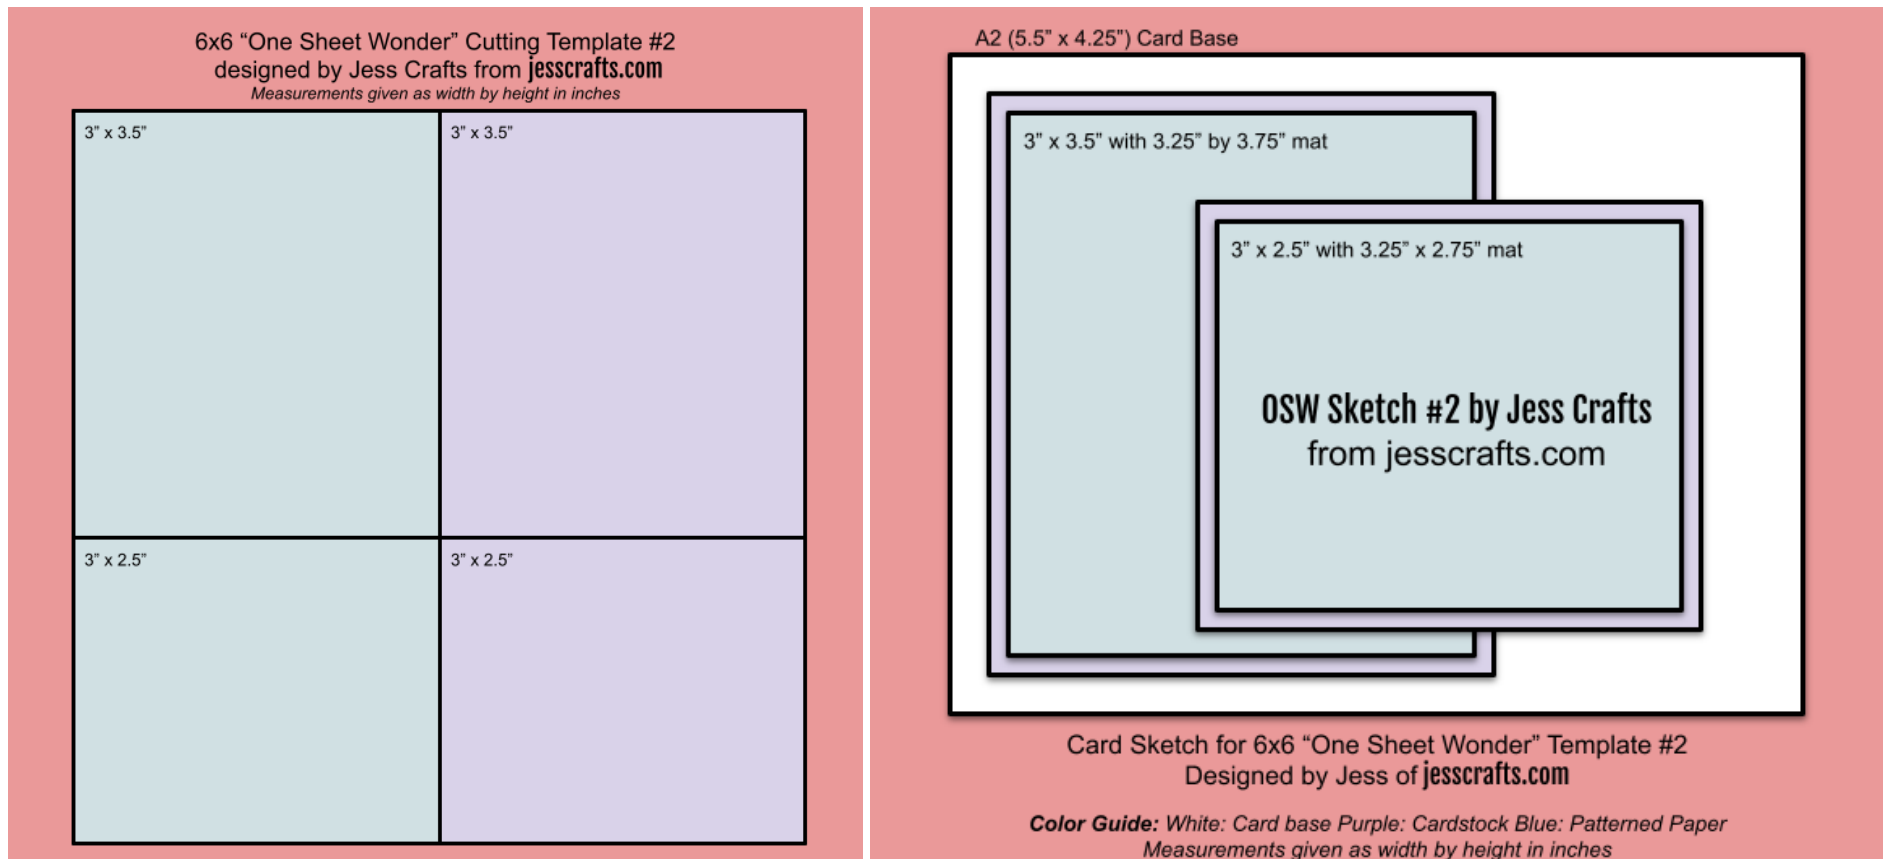 6x6 “One Sheet Wonder” Cutting Template #2
designed by Jess Crafts from jesscrafts.com
Measurements given as width by height in inches
3” x 3.5”
3” x 3.5”
3” x 2.5”
3” x 2.5”
A2 (5.5” x 4.25”) Card Base
3” x 3.5” with 3.25” by 3.75” mat
3” x 2.5” with 3.25” x 2.75” mat
OSW Sketch #2 by Jess Crafts
from jesscrafts.com
Card Sketch for 6x6 “One Sheet Wonder” Template #2
Designed by Jess of jesscrafts.com
Color Guide: White: Card base Purple: Cardstock Blue: Patterned Paper
Measurements given as width by height in inches